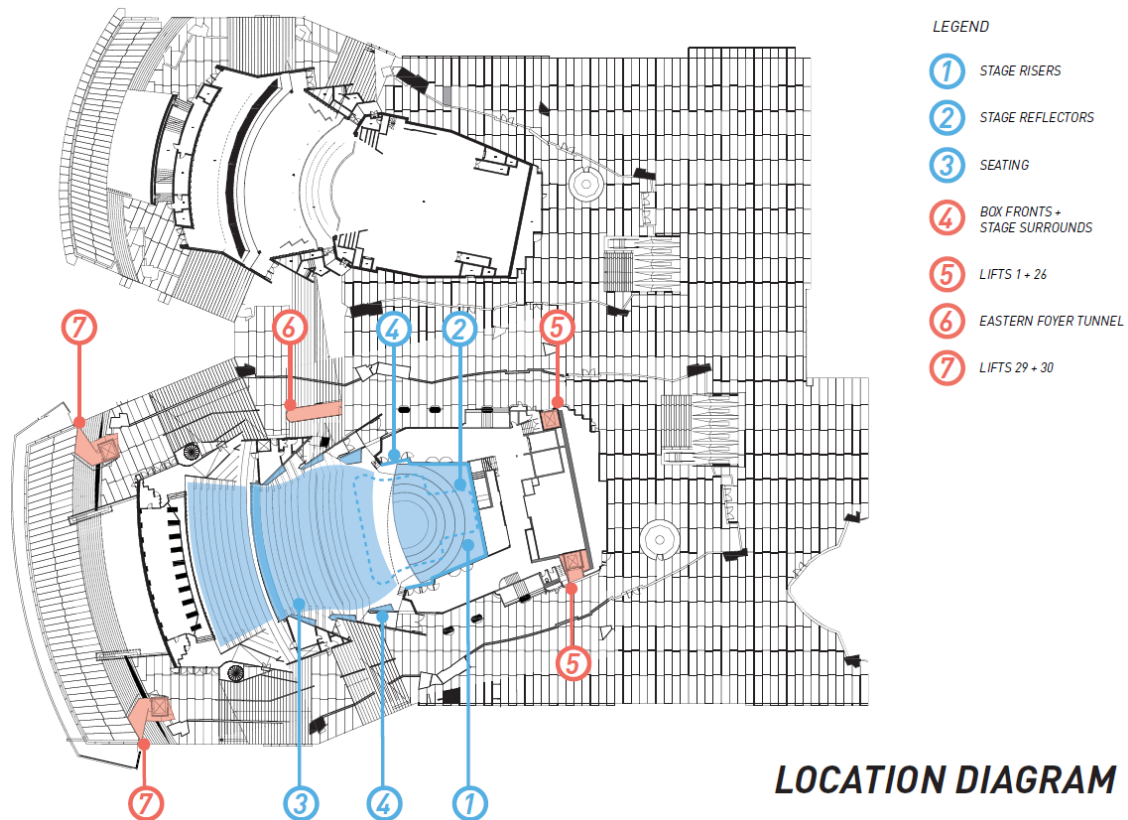 LEGEND
1 STAGE RISERS
2 STAGE REFLECTORS
3 SEATING
4 BOX FRONTS +
STAGE SURROUNDS
5 LIFTS 1 + 26
6 EASTERN FOYER TUNNEL
7 LIFTS 29 + 30
7
6
4
2
5
5
7
3
4
1
LOCATION DIAGRAM